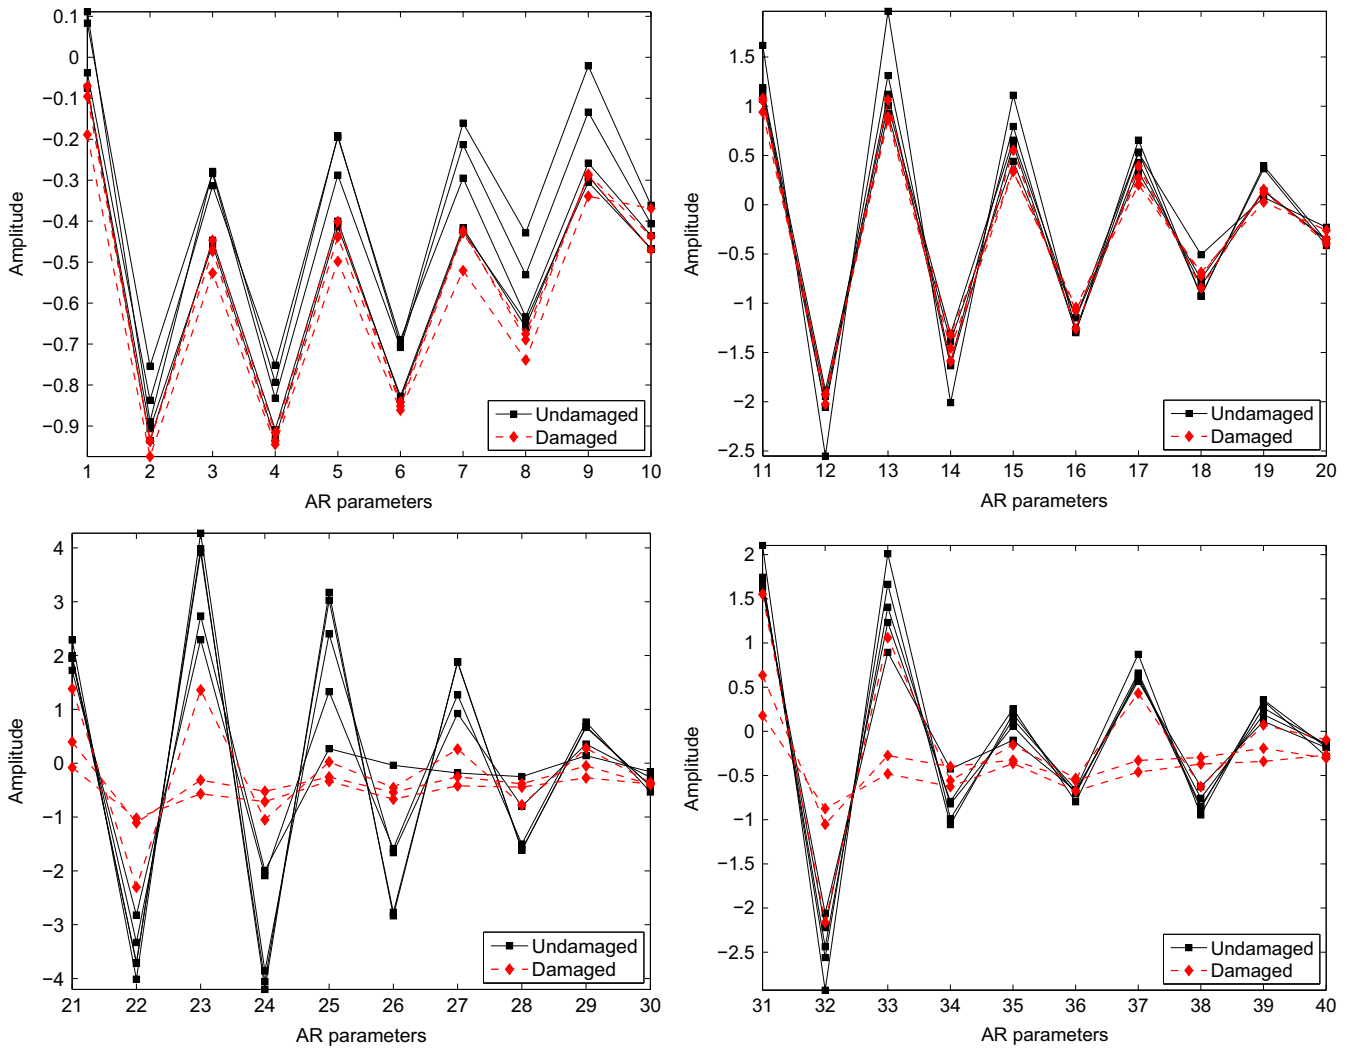 0.1
0
−0.1
−0.2
−0.3
−0.4
−0.5
−0.6
−0.7
−0.8
−0.9
Amplitude
Undamaged
Damaged
1 2 3 4 5 6 7 8 9 10
AR parameters
1.5
1
0.5
0
−0.5
−1
−1.5
−2
−2.5
Amplitude
Undamaged
Damaged
11 12 13 14 15 16 17 18 19 20
AR parameters
4
3
2
1
0
−1
−2
−3
−4
Amplitude
Undamaged
Damaged
21 22 23 24 25 26 27 28 29 30
AR parameters
2
1.5
1
0.5
0
−0.5
−1
−1.5
−2
−2.5
Amplitude
Undamaged
Damaged
31 32 33 34 35 36 37 38 39 40
AR parameters